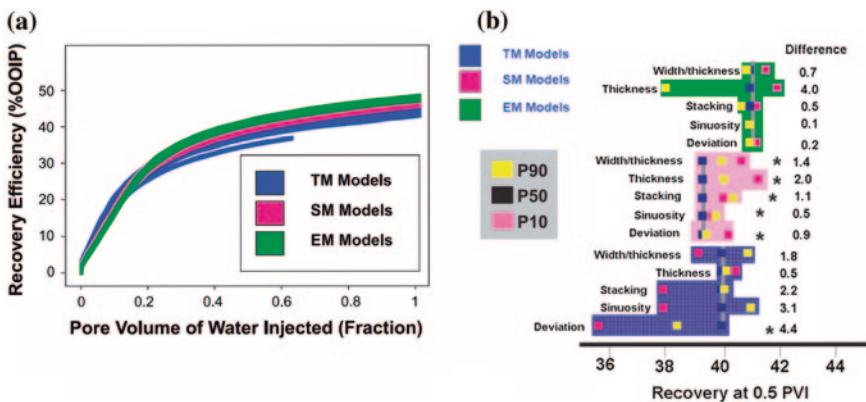 (a)
Recovery Efficiency (%OOIP)
50
40
30
20
10
0
0
0.2
0.4
0.6
0.8
1
Pore Volume of Water Injected (Fraction)
TM Models
SM Models
EM Models
(b)
TM Models
SM Models
EM Models
P90
P50
P10
Difference
Width/thickness 0.7
Thickness 4.0
Stacking 0.5
Sinuosity 0.1
Deviation 0.2
Width/thickness * 1.4
Thickness * 2.0
Stacking * 1.1
Sinuosity * 0.5
Deviation * 0.9
Width/thickness 1.8
Thickness 0.5
Stacking 2.2
Sinuosity 3.1
Deviation * 4.4
36 38 40 42 44
Recovery at 0.5 PVI